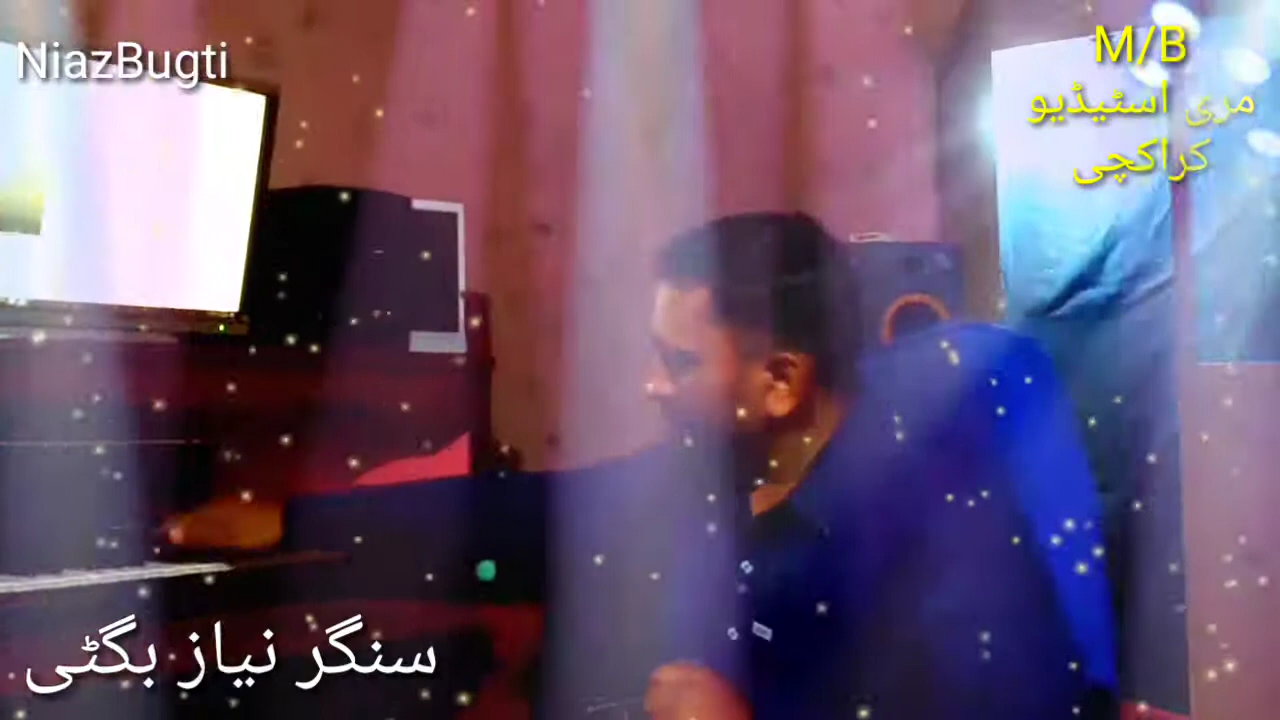 NiazBugti
M/B
مری اسٹیڈیو
کراکچی
سنگر نیاز بگٹی